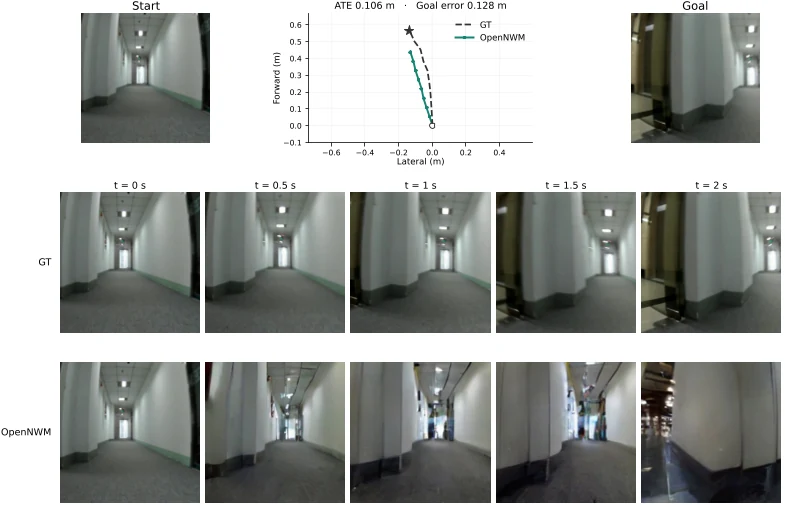 Start
ATE 0.106 m · Goal error 0.128 m
Goal
GT
OpenNWM
Forward (m)
0.6
0.5
0.4
0.3
0.2
0.1
0.0
−0.1
−0.6 −0.4 −0.2 0.0 0.2 0.4
Lateral (m)
t = 0 s t = 0.5 s t = 1 s t = 1.5 s t = 2 s
GT
OpenNWM